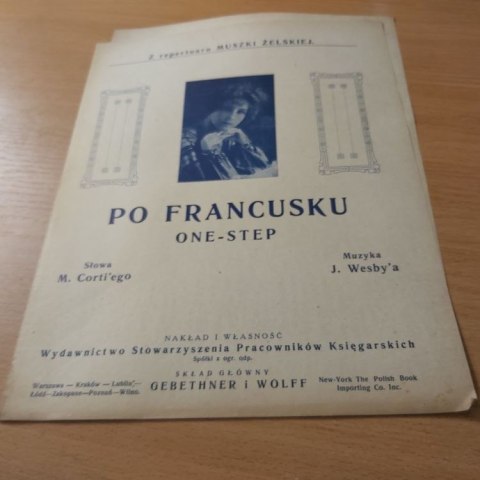 Z repertoaru MUSZKI ŻELSKIEJ.
PO FRANCUSKU
ONE-STEP
Słowa
M. Corti'ego
Muzyka
J. Wesby'a
NAKŁAD I WŁASNOŚĆ
Wydawnictwo Stowarzyszenia Pracowników Księgarskich
Spółki z ogr. odp.
SKŁAD GŁÓWNY
GEBETHNER i WOLFF
Warszawa — Kraków — Lublin —
Łódź — Zakopane — Poznań — Wilno.
New-York The Polish Book
Importing Co. Inc.